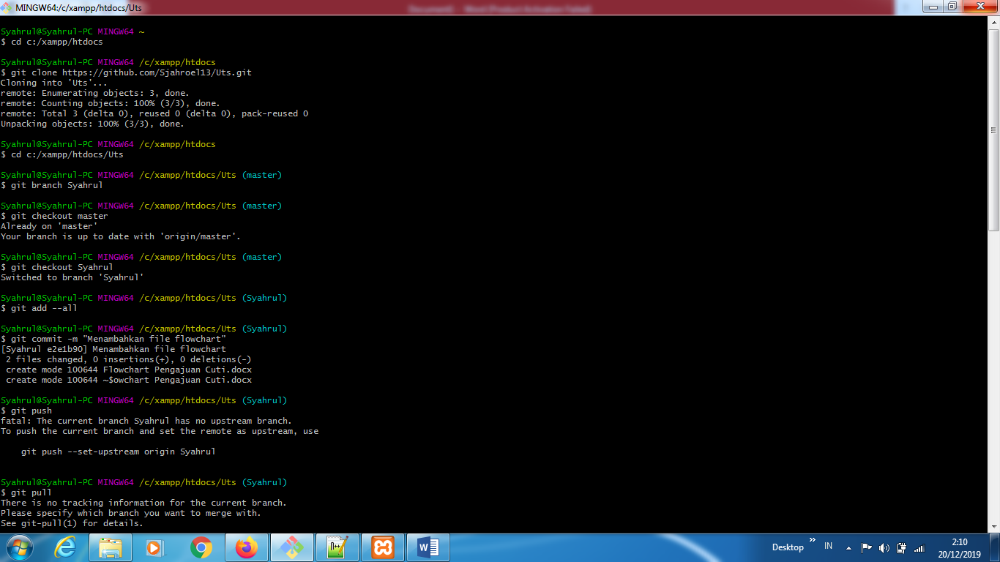 MINGW64:/c/xampp/htdocs/Uts
Document1 - Word (Product Activation Failed)
Syahrul@Syahrul-PC MINGW64 ~
$ cd c:/xampp/htdocs
Syahrul@Syahrul-PC MINGW64 /c/xampp/htdocs
$ git clone https://github.com/Sjahroel13/Uts.git
Cloning into 'Uts'...
remote: Enumerating objects: 3, done.
remote: Counting objects: 100% (3/3), done.
remote: Total 3 (delta 0), reused 0 (delta 0), pack-reused 0
Unpacking objects: 100% (3/3), done.
Syahrul@Syahrul-PC MINGW64 /c/xampp/htdocs
$ cd c:/xampp/htdocs/Uts
Syahrul@Syahrul-PC MINGW64 /c/xampp/htdocs/Uts (master)
$ git branch Syahrul
Syahrul@Syahrul-PC MINGW64 /c/xampp/htdocs/Uts (master)
$ git checkout master
Already on 'master'
Your branch is up to date with 'origin/master'.
Syahrul@Syahrul-PC MINGW64 /c/xampp/htdocs/Uts (master)
$ git checkout Syahrul
Switched to branch 'Syahrul'
Syahrul@Syahrul-PC MINGW64 /c/xampp/htdocs/Uts (Syahrul)
$ git add --all
Syahrul@Syahrul-PC MINGW64 /c/xampp/htdocs/Uts (Syahrul)
$ git commit -m "Menambahkan file flowchart"
[Syahrul e2e1b90] Menambahkan file flowchart
2 files changed, 0 insertions(+), 0 deletions(-)
create mode 100644 Flowchart Pengajuan Cuti.docx
create mode 100644 ~$owchart Pengajuan Cuti.docx
Syahrul@Syahrul-PC MINGW64 /c/xampp/htdocs/Uts (Syahrul)
$ git push
fatal: The current branch Syahrul has no upstream branch.
To push the current branch and set the remote as upstream, use
git push --set-upstream origin Syahrul
Syahrul@Syahrul-PC MINGW64 /c/xampp/htdocs/Uts (Syahrul)
$ git pull
There is no tracking information for the current branch.
Please specify which branch you want to merge with.
See git-pull(1) for details.
Desktop
IN
2:10
20/12/2019